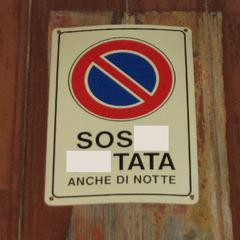 SOS
TATA
ANCHE DI NOTTE